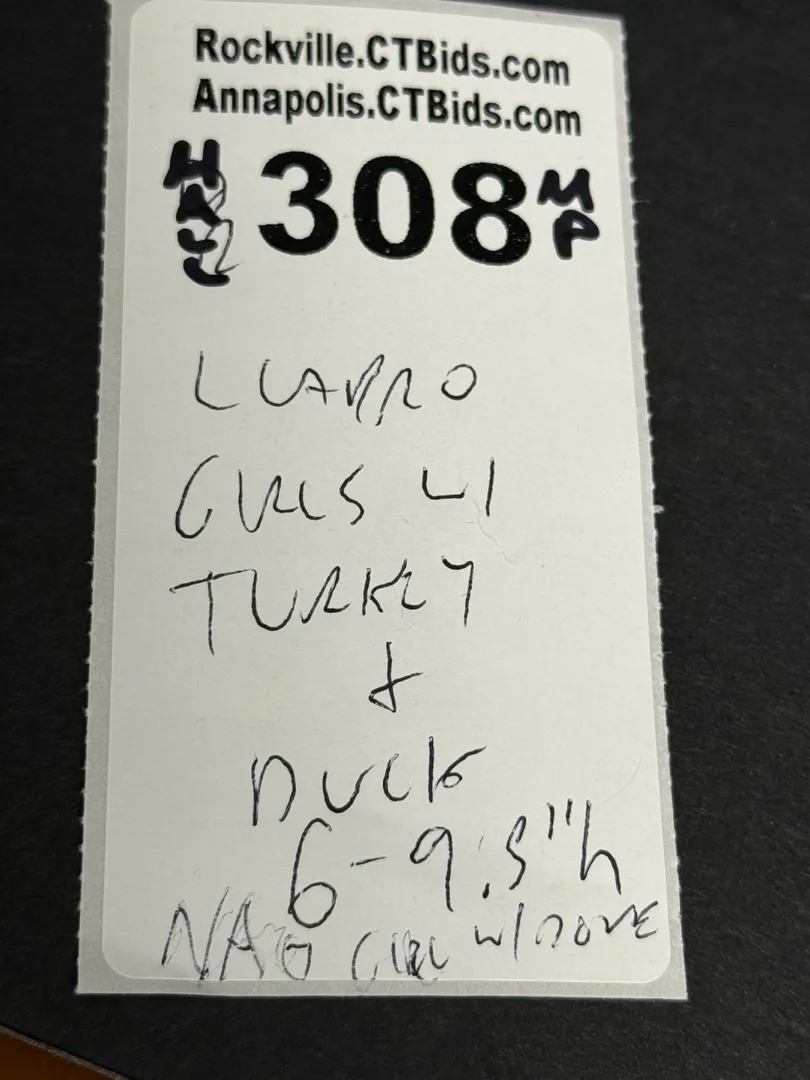 Rockville.CTBids.com
Annapolis.CTBids.com
308 MP
LLADRO
GIRLS W/
TURKEY
+
DUCK
6-9.5"h
NAO GIRL W/DOVE